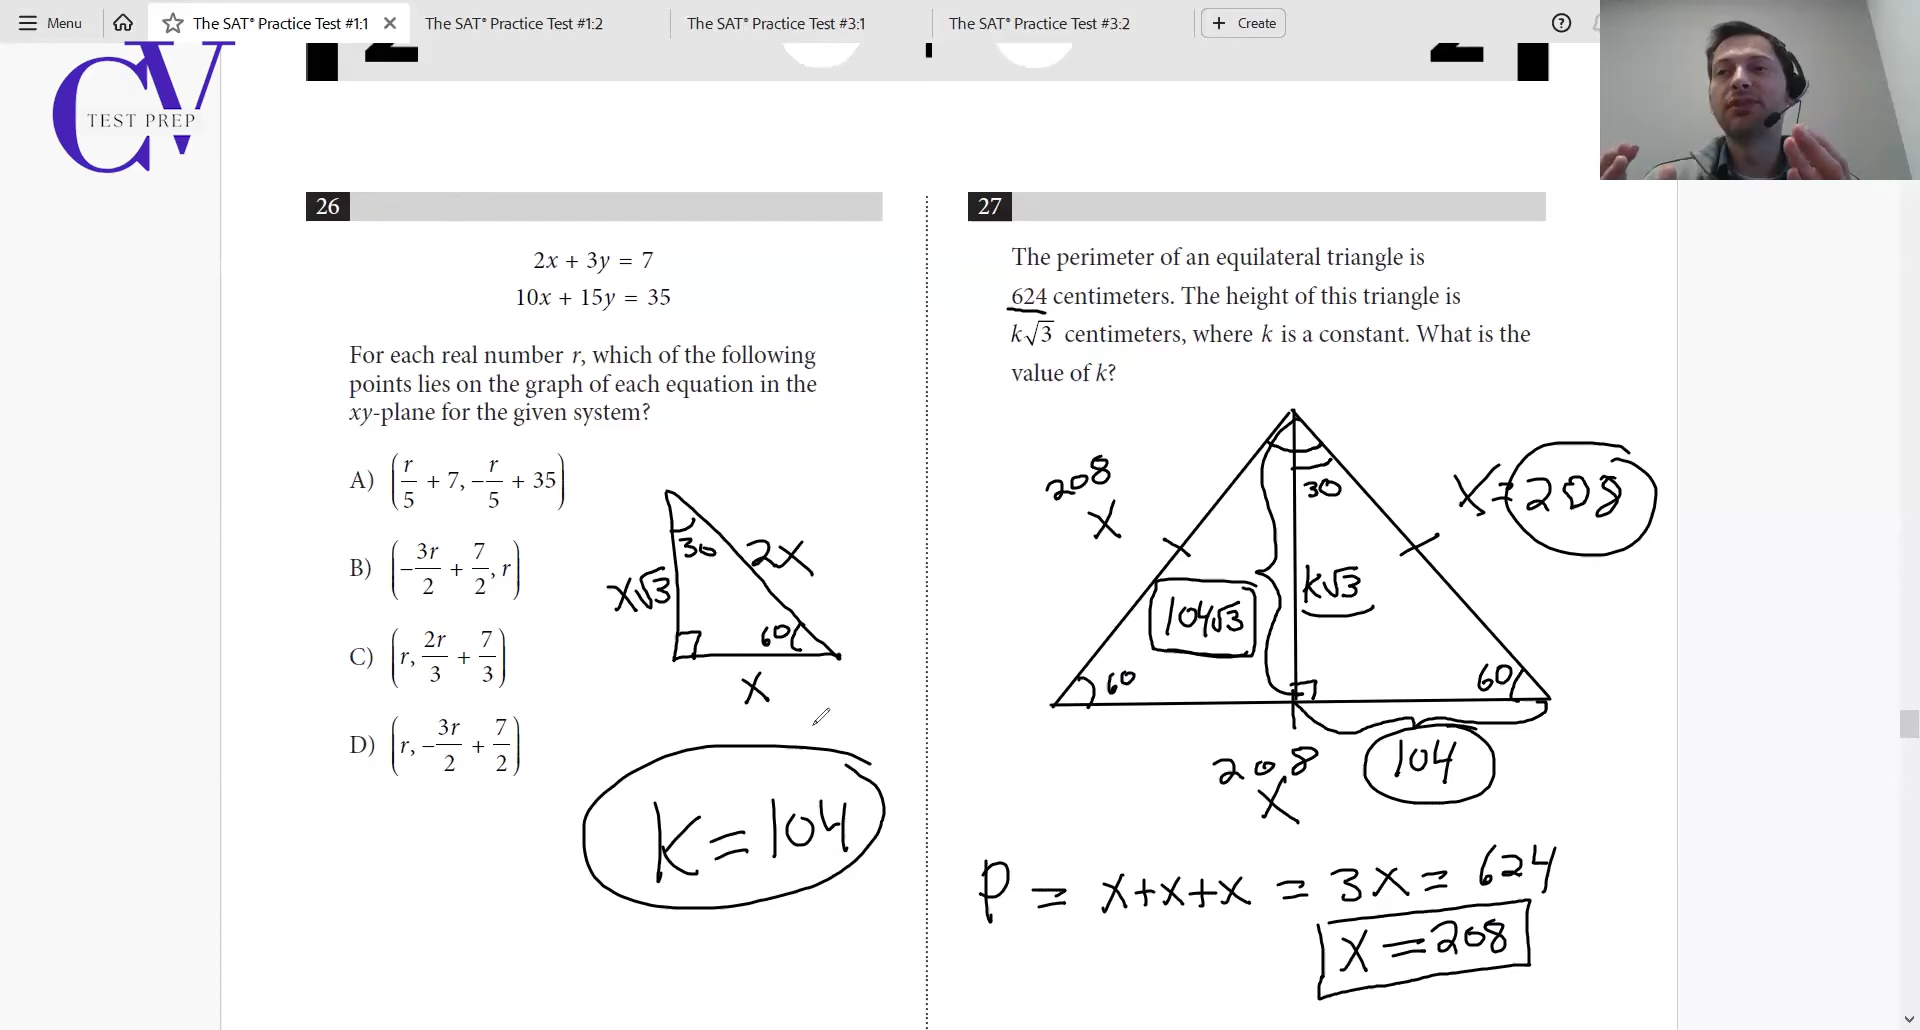 Menu
The SAT® Practice Test #1:1
The SAT® Practice Test #1:2
The SAT® Practice Test #3:1
The SAT® Practice Test #3:2
+ Create
?
CV
TEST PREP
26
2x + 3y = 7
10x + 15y = 35
For each real number r, which of the following
points lies on the graph of each equation in the
xy-plane for the given system?
A) (r/5 + 7, −r/5 + 35)
B) (−3r/2 + 7/2, r)
C) (r, 2r/3 + 7/3)
D) (r, −3r/2 + 7/2)
30
2x
x√3
60
x
K = 104
27
The perimeter of an equilateral triangle is
624 centimeters. The height of this triangle is
k√3 centimeters, where k is a constant. What is the
value of k?
208
x
x = 208
30
k√3
104√3
60
60
208
x
104
P = x+x+x = 3x = 624
x = 208